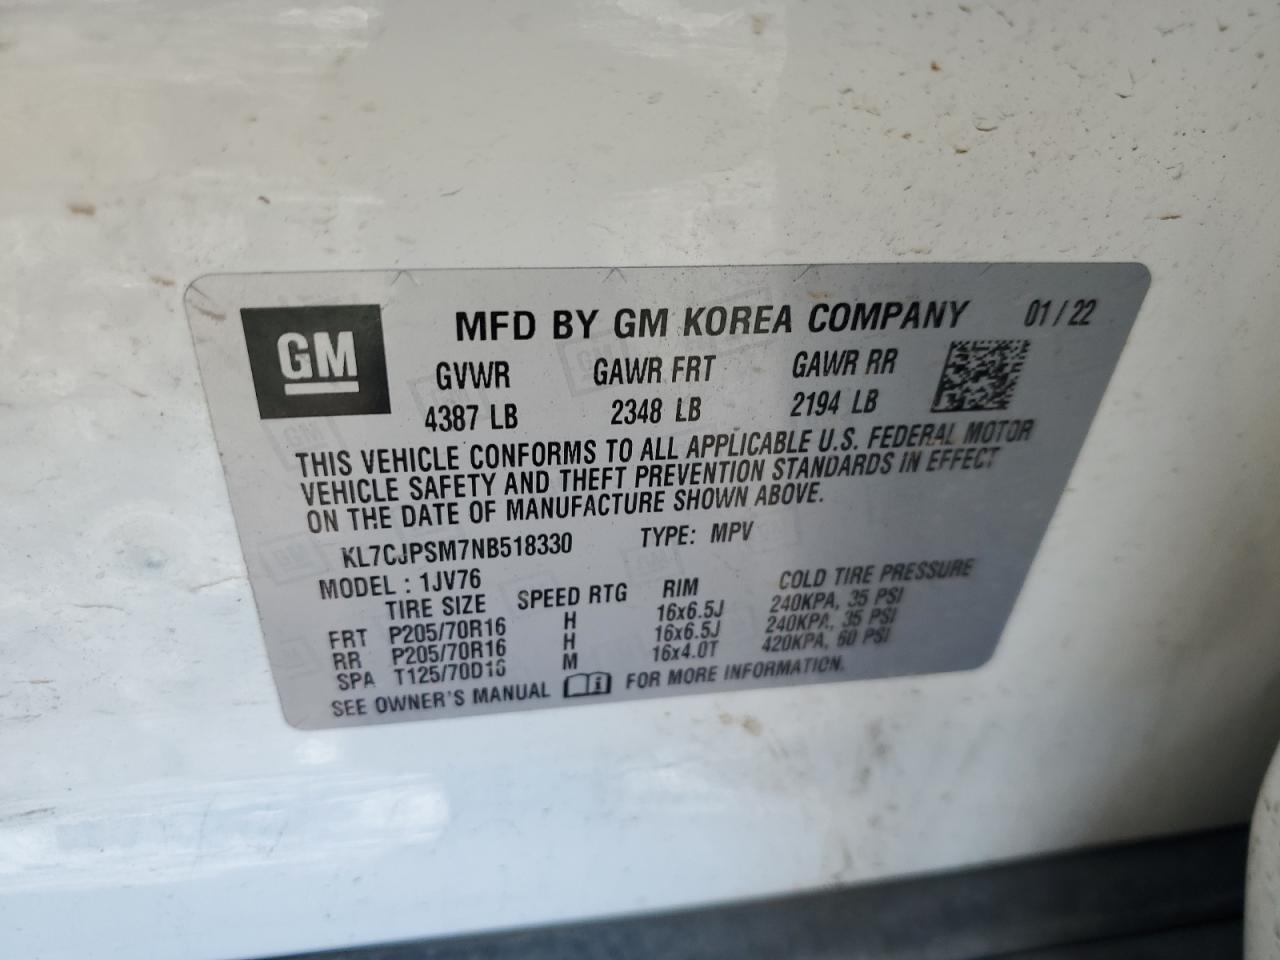 GM
MFD BY GM KOREA COMPANY 01/22
GVWR GAWR FRT GAWR RR
4387 LB 2348 LB 2194 LB
THIS VEHICLE CONFORMS TO ALL APPLICABLE U.S. FEDERAL MOTOR
VEHICLE SAFETY AND THEFT PREVENTION STANDARDS IN EFFECT
ON THE DATE OF MANUFACTURE SHOWN ABOVE.
KL7CJPSM7NB518330 TYPE: MPV
MODEL : 1JV76
TIRE SIZE SPEED RTG RIM COLD TIRE PRESSURE
FRT P205/70R16 H 16x6.5J 240KPA, 35 PSI
RR P205/70R16 H 16x6.5J 240KPA, 35 PSI
SPA T125/70D16 M 16x4.0T 420KPA, 60 PSI
SEE OWNER'S MANUAL FOR MORE INFORMATION.